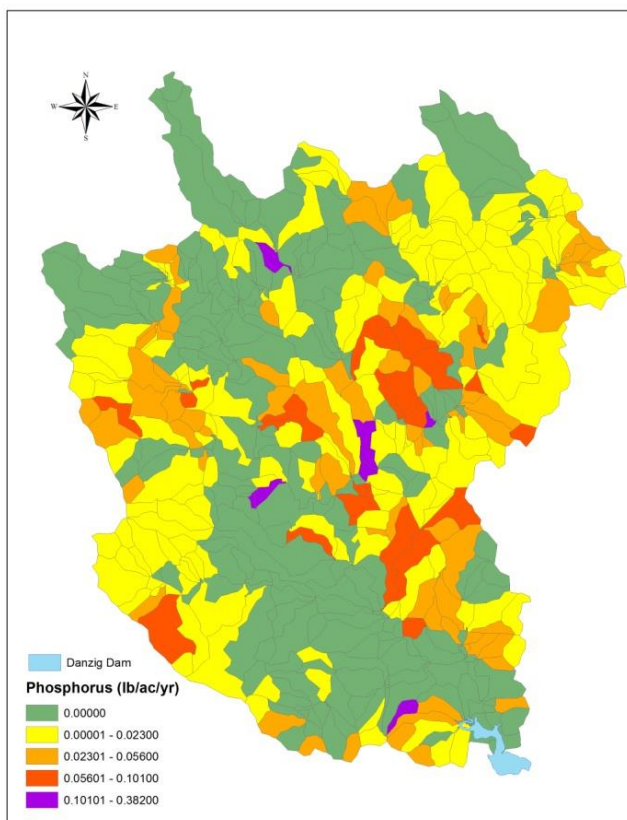 N
W E
S
Danzig Dam
Phosphorus (lb/ac/yr)
0.00000
0.00001 - 0.02300
0.02301 - 0.05600
0.05601 - 0.10100
0.10101 - 0.38200